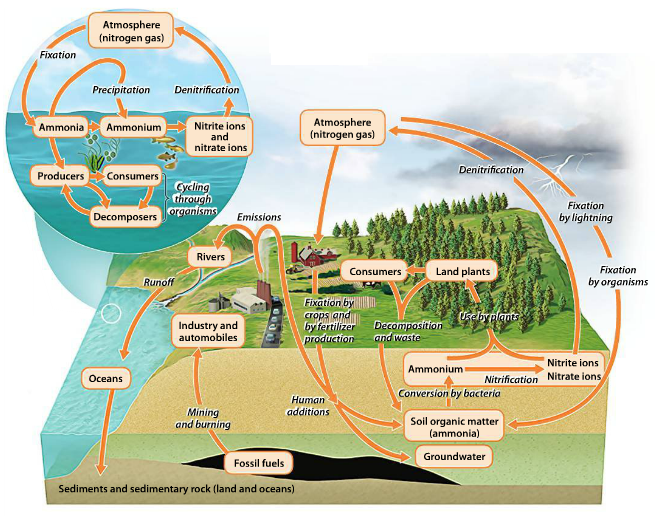 Atmosphere
(nitrogen gas)
Fixation
Precipitation
Denitrification
Ammonia
Ammonium
Nitrite ions
and
nitrate ions
Producers
Consumers
Cycling
through
organisms
Decomposers
Atmosphere
(nitrogen gas)
Denitrification
Fixation
by lightning
Emissions
Rivers
Runoff
Consumers
Land plants
Fixation
by organisms
Fixation by
crops and
by fertilizer
production
Industry and
automobiles
Decomposition
and waste
Use by plants
Oceans
Ammonium
Nitrification
Nitrite ions
Nitrate ions
Conversion by bacteria
Mining
and burning
Human
additions
Soil organic matter
(ammonia)
Groundwater
Fossil fuels
Sediments and sedimentary rock (land and oceans)